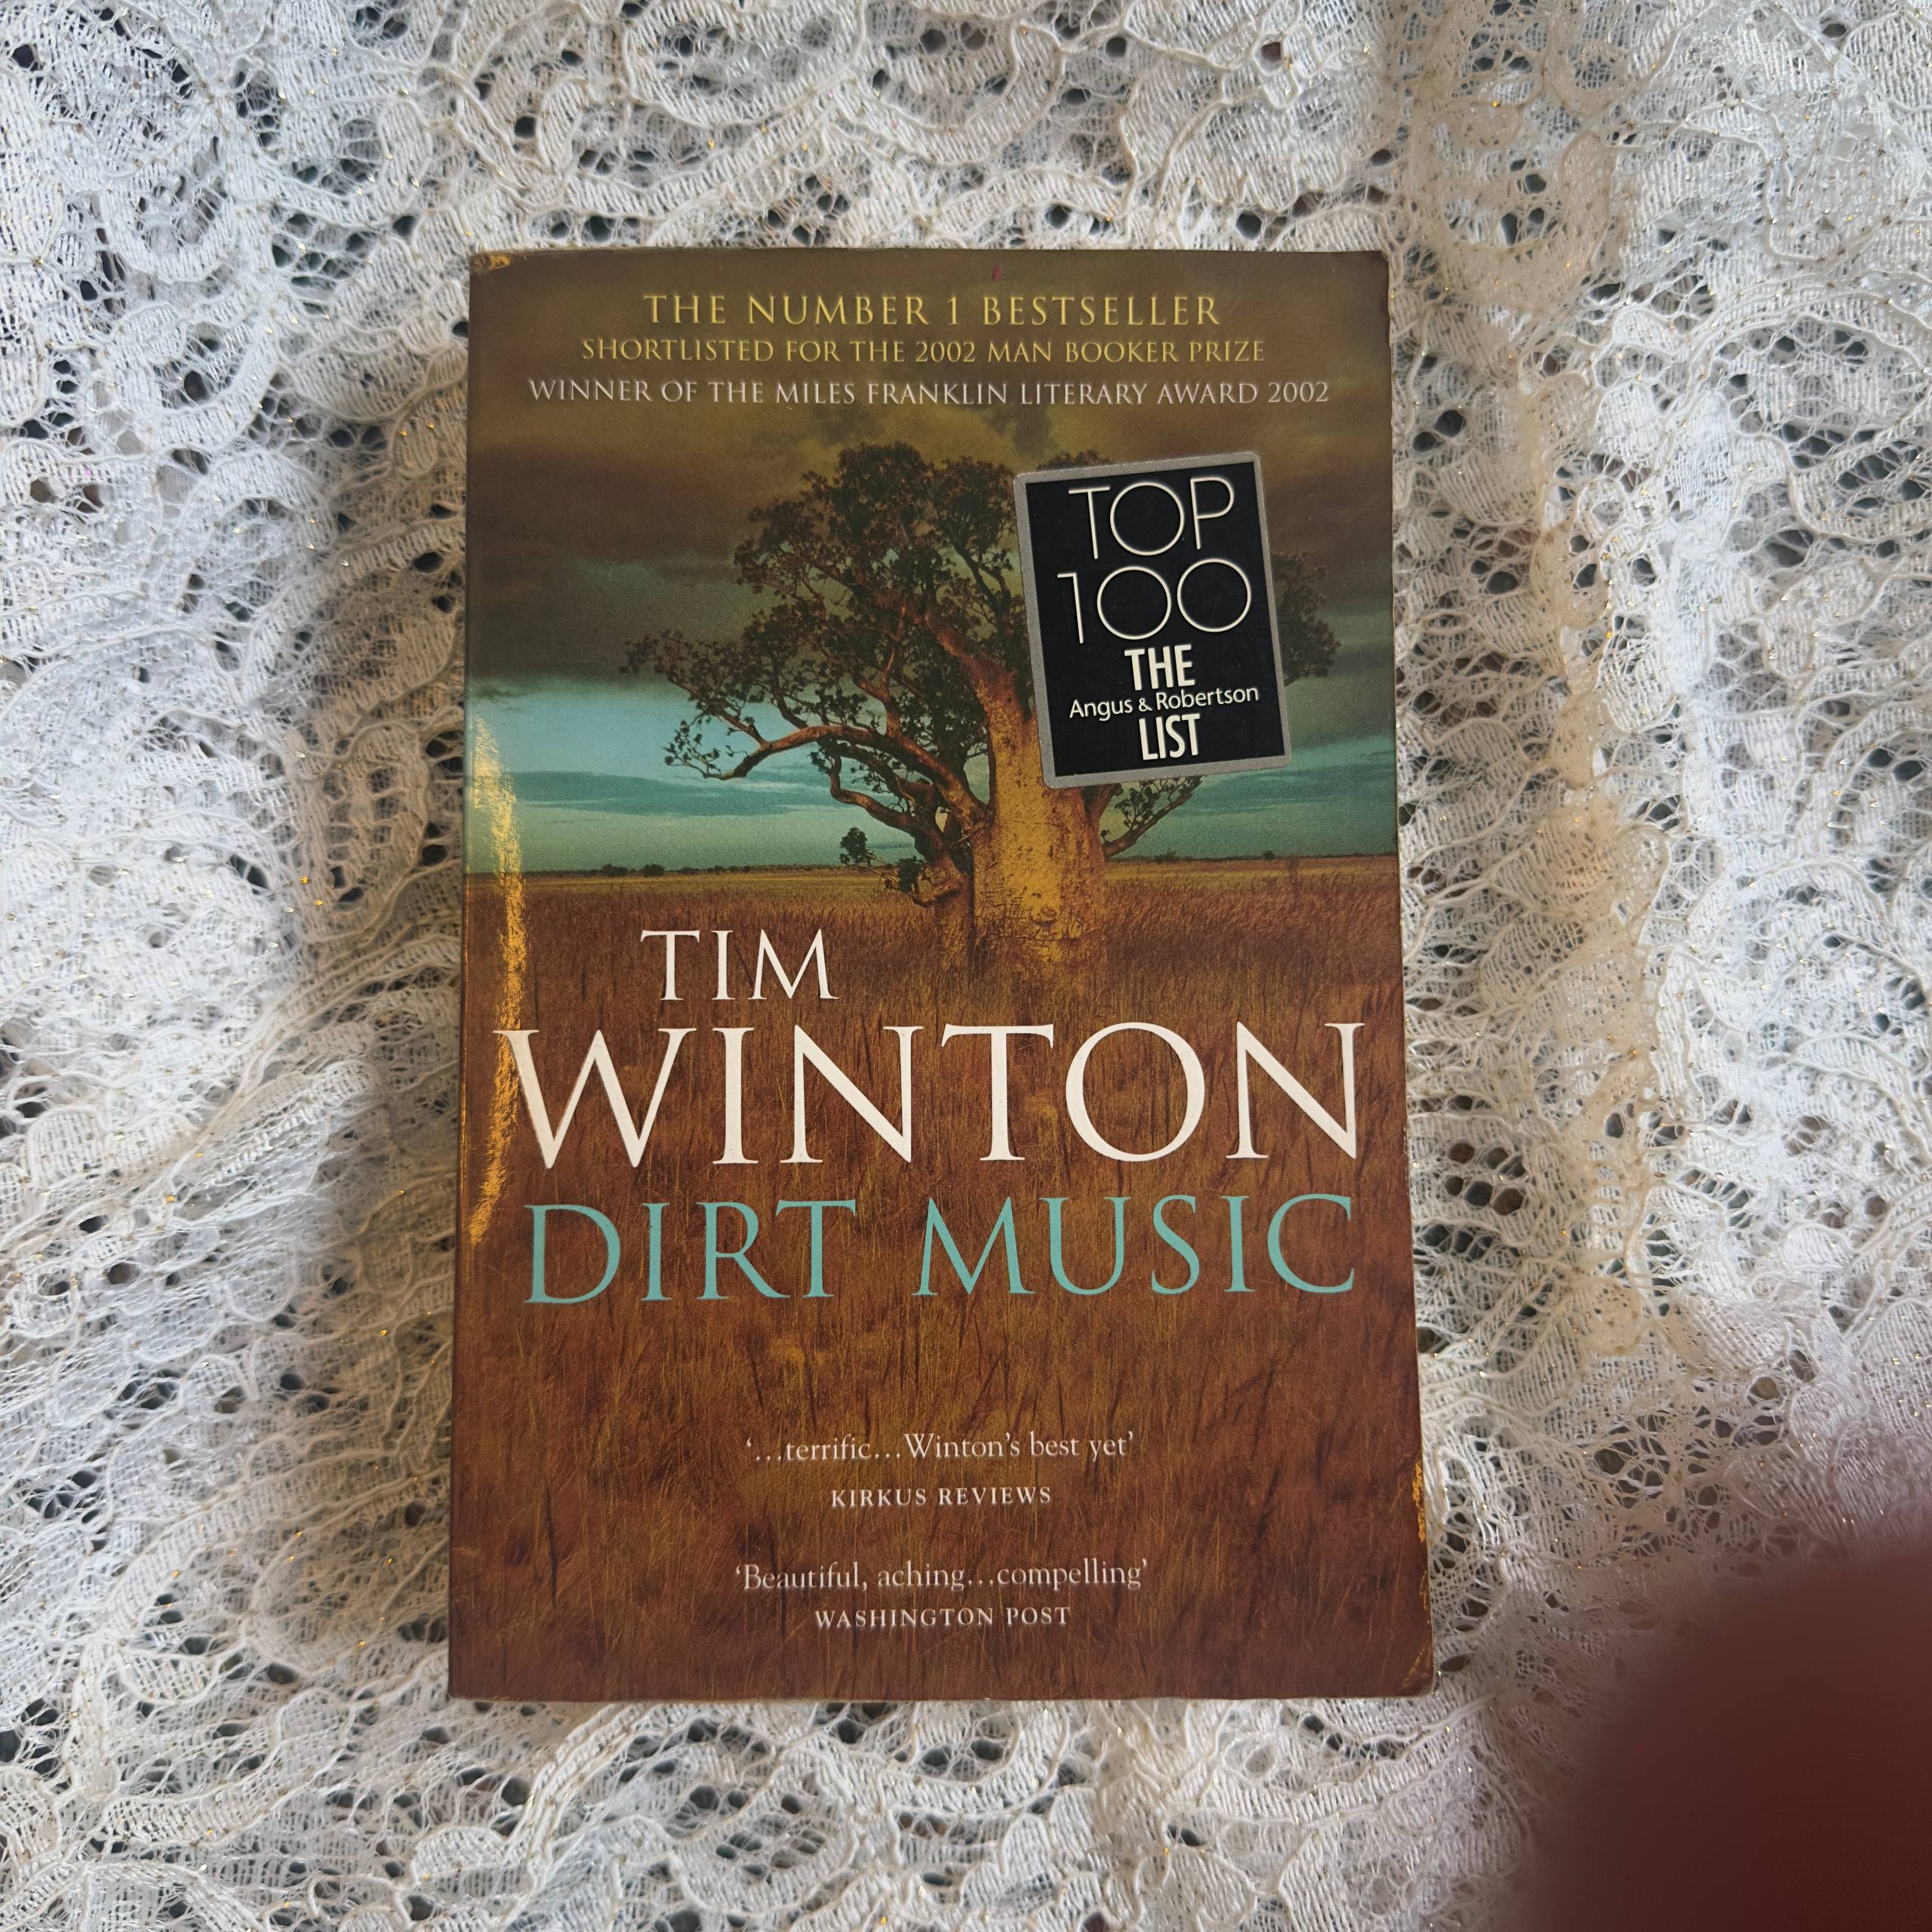 THE NUMBER 1 BESTSELLER
SHORTLISTED FOR THE 2002 MAN BOOKER PRIZE
WINNER OF THE MILES FRANKLIN LITERARY AWARD 2002
TOP
100
THE
Angus & Robertson
LIST
TIM
WINTON
DIRT MUSIC
‘...terrific...Winton’s best yet’
KIRKUS REVIEWS
‘Beautiful, aching...compelling’
WASHINGTON POST